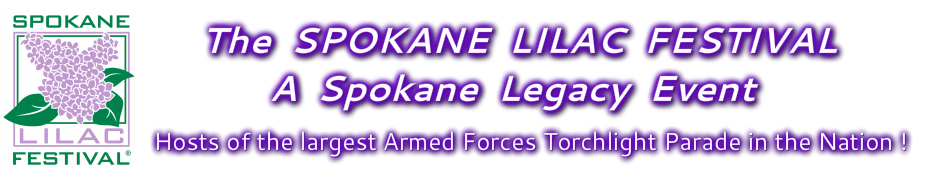 SPOKANE
LILAC
FESTIVAL®
The SPOKANE LILAC FESTIVAL
A Spokane Legacy Event
Hosts of the largest Armed Forces Torchlight Parade in the Nation !